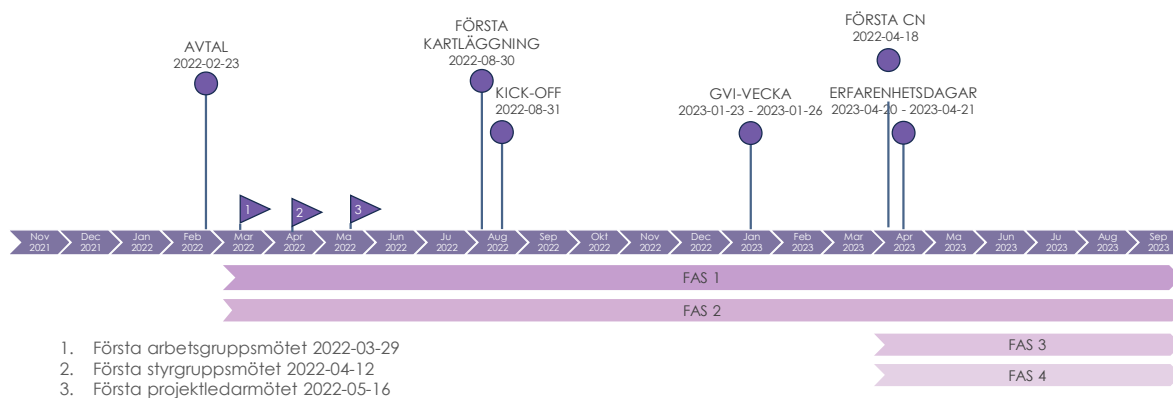 AVTAL
2022-02-23
FÖRSTA
KARTLÄGGNING
2022-08-30
KICK-OFF
2022-08-31
GVI-VECKA
2023-01-23 - 2023-01-26
FÖRSTA CN
2022-04-18
ERFARENHETSDAGAR
2023-04-20 - 2023-04-21
1
2
3
Nov 2021
Dec 2021
Jan 2022
Feb 2022
Mar 2022
Apr 2022
Ma 2022
Jun 2022
Ju 2022
Aug 2022
Sep 2022
Okt 2022
Nov 2022
Dec 2022
Jan 2023
Feb 2023
Mar 2023
Apr 2023
Ma 2023
Jun 2023
Ju 2023
Aug 2023
Sep 2023
FAS 1
FAS 2
FAS 3
FAS 4
1. Första arbetsgruppsmötet 2022-03-29
2. Första styrgruppsmötet 2022-04-12
3. Första projektledarmötet 2022-05-16